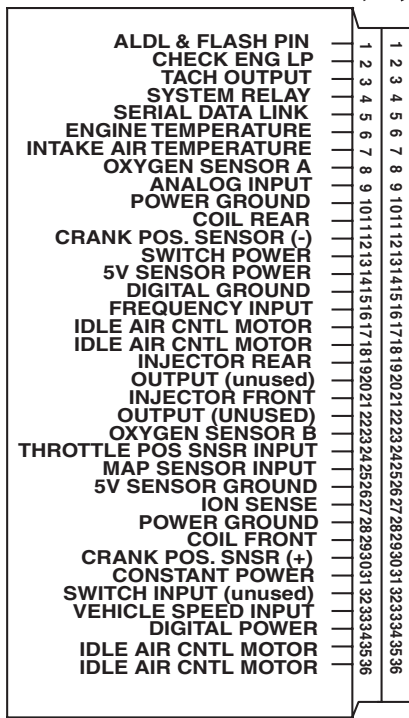 ALDL & FLASH PIN 1 1
CHECK ENG LP 2 2
TACH OUTPUT 3 3
SYSTEM RELAY 4 4
SERIAL DATA LINK 5 5
ENGINE TEMPERATURE 6 6
INTAKE AIR TEMPERATURE 7 7
OXYGEN SENSOR A 8 8
ANALOG INPUT 9 9
POWER GROUND 10 10
COIL REAR 11 11
CRANK POS. SENSOR (-) 12 12
SWITCH POWER 13 13
5V SENSOR POWER 14 14
DIGITAL GROUND 15 15
FREQUENCY INPUT 16 16
IDLE AIR CNTL MOTOR 17 17
IDLE AIR CNTL MOTOR 18 18
INJECTOR REAR 19 19
OUTPUT (unused) 20 20
INJECTOR FRONT 21 21
OUTPUT (UNUSED) 22 22
OXYGEN SENSOR B 23 23
THROTTLE POS SNSR INPUT 24 24
MAP SENSOR INPUT 25 25
5V SENSOR GROUND 26 26
ION SENSE 27 27
POWER GROUND 28 28
COIL FRONT 29 29
CRANK POS. SNSR (+) 30 30
CONSTANT POWER 31 31
SWITCH INPUT (unused) 32 32
VEHICLE SPEED INPUT 33 33
DIGITAL POWER 34 34
IDLE AIR CNTL MOTOR 35 35
IDLE AIR CNTL MOTOR 36 36